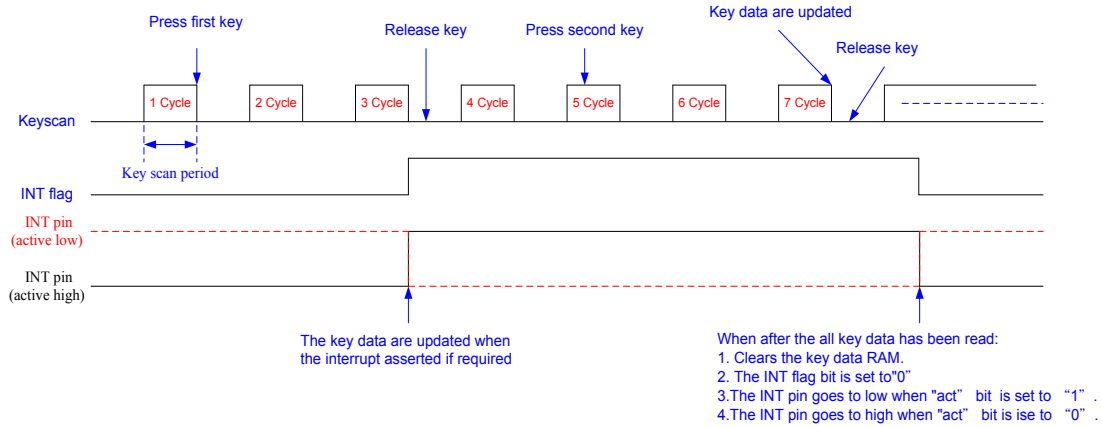 Press first key
Release key
Press second key
Key data are updated
Release key
1 Cycle
2 Cycle
3 Cycle
4 Cycle
5 Cycle
6 Cycle
7 Cycle
Keyscan
Key scan period
INT flag
INT pin
(active low)
INT pin
(active high)
The key data are updated when
the interrupt asserted if required
When after the all key data has been read:
1. Clears the key data RAM.
2. The INT flag bit is set to"0”
3.The INT pin goes to low when "act” bit is set to “1”.
4.The INT pin goes to high when "act” bit is ise to “0”.